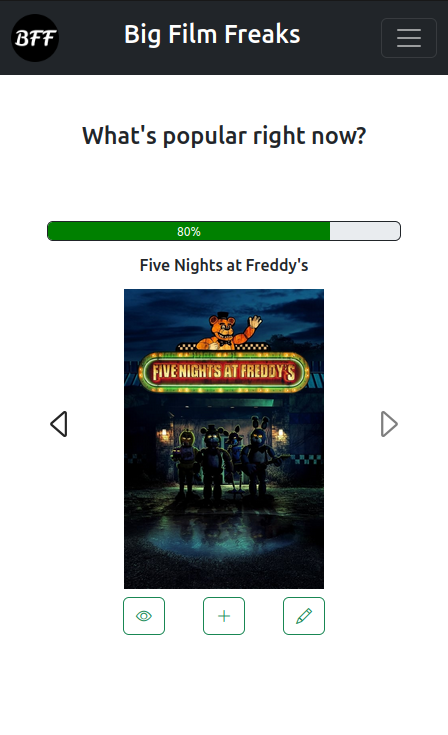 BFF
Big Film Freaks
What's popular right now?
80%
Five Nights at Freddy's
FIVE NIGHTS AT FREDDY'S